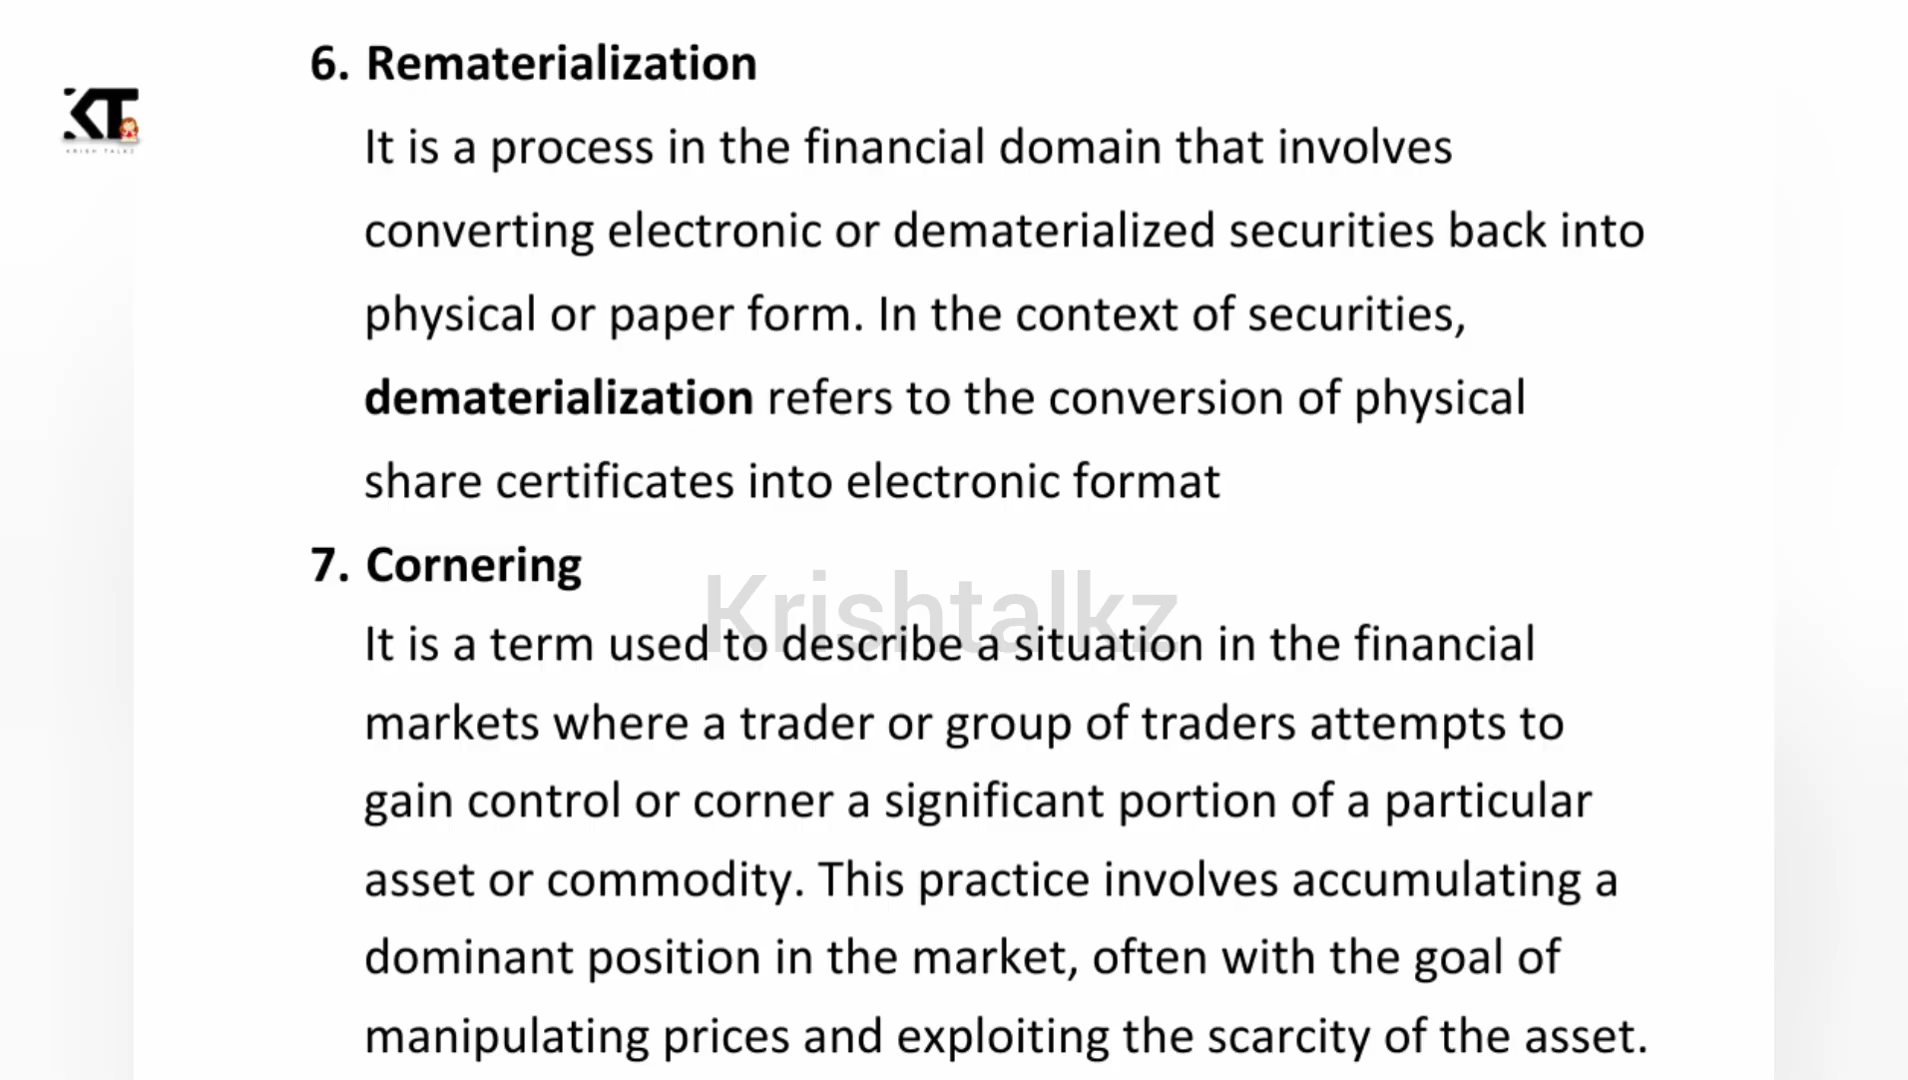 6. Rematerialization
It is a process in the financial domain that involves
converting electronic or dematerialized securities back into
physical or paper form. In the context of securities,
dematerialization refers to the conversion of physical
share certificates into electronic format
7. Cornering
Krishtalkz
It is a term used to describe a situation in the financial
markets where a trader or group of traders attempts to
gain control or corner a significant portion of a particular
asset or commodity. This practice involves accumulating a
dominant position in the market, often with the goal of
manipulating prices and exploiting the scarcity of the asset.
KT